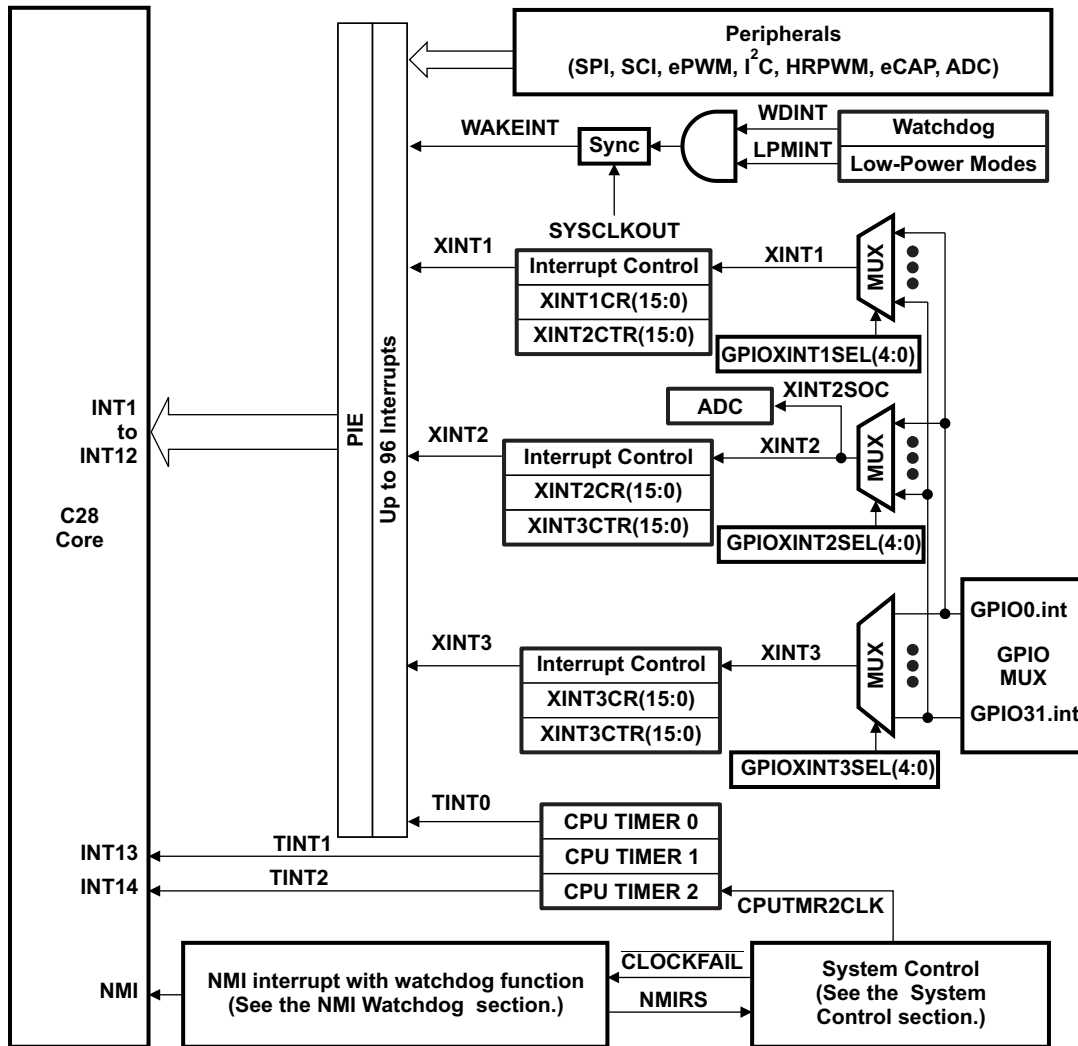 Peripherals
(SPI, SCI, ePWM, I²C, HRPWM, eCAP, ADC)
WAKEINT
Sync
WDINT
LPMINT
Watchdog
Low-Power Modes
SYSCLKOUT
XINT1
Interrupt Control
XINT1CR(15:0)
XINT2CTR(15:0)
XINT1
MUX
GPIOXINT1SEL(4:0)
INT1
to
INT12
PIE
Up to 96 Interrupts
C28
Core
ADC
XINT2SOC
XINT2
Interrupt Control
XINT2CR(15:0)
XINT3CTR(15:0)
XINT2
MUX
GPIOXINT2SEL(4:0)
XINT3
Interrupt Control
XINT3CR(15:0)
XINT3CTR(15:0)
XINT3
MUX
GPIOXINT3SEL(4:0)
GPIO0.int
GPIO
MUX
GPIO31.int
TINT0
CPU TIMER 0
INT13
TINT1
CPU TIMER 1
INT14
TINT2
CPU TIMER 2
CPUTMR2CLK
NMI
NMI interrupt with watchdog function
(See the NMI Watchdog section.)
CLOCKFAIL
NMIRS
System Control
(See the System
Control section.)